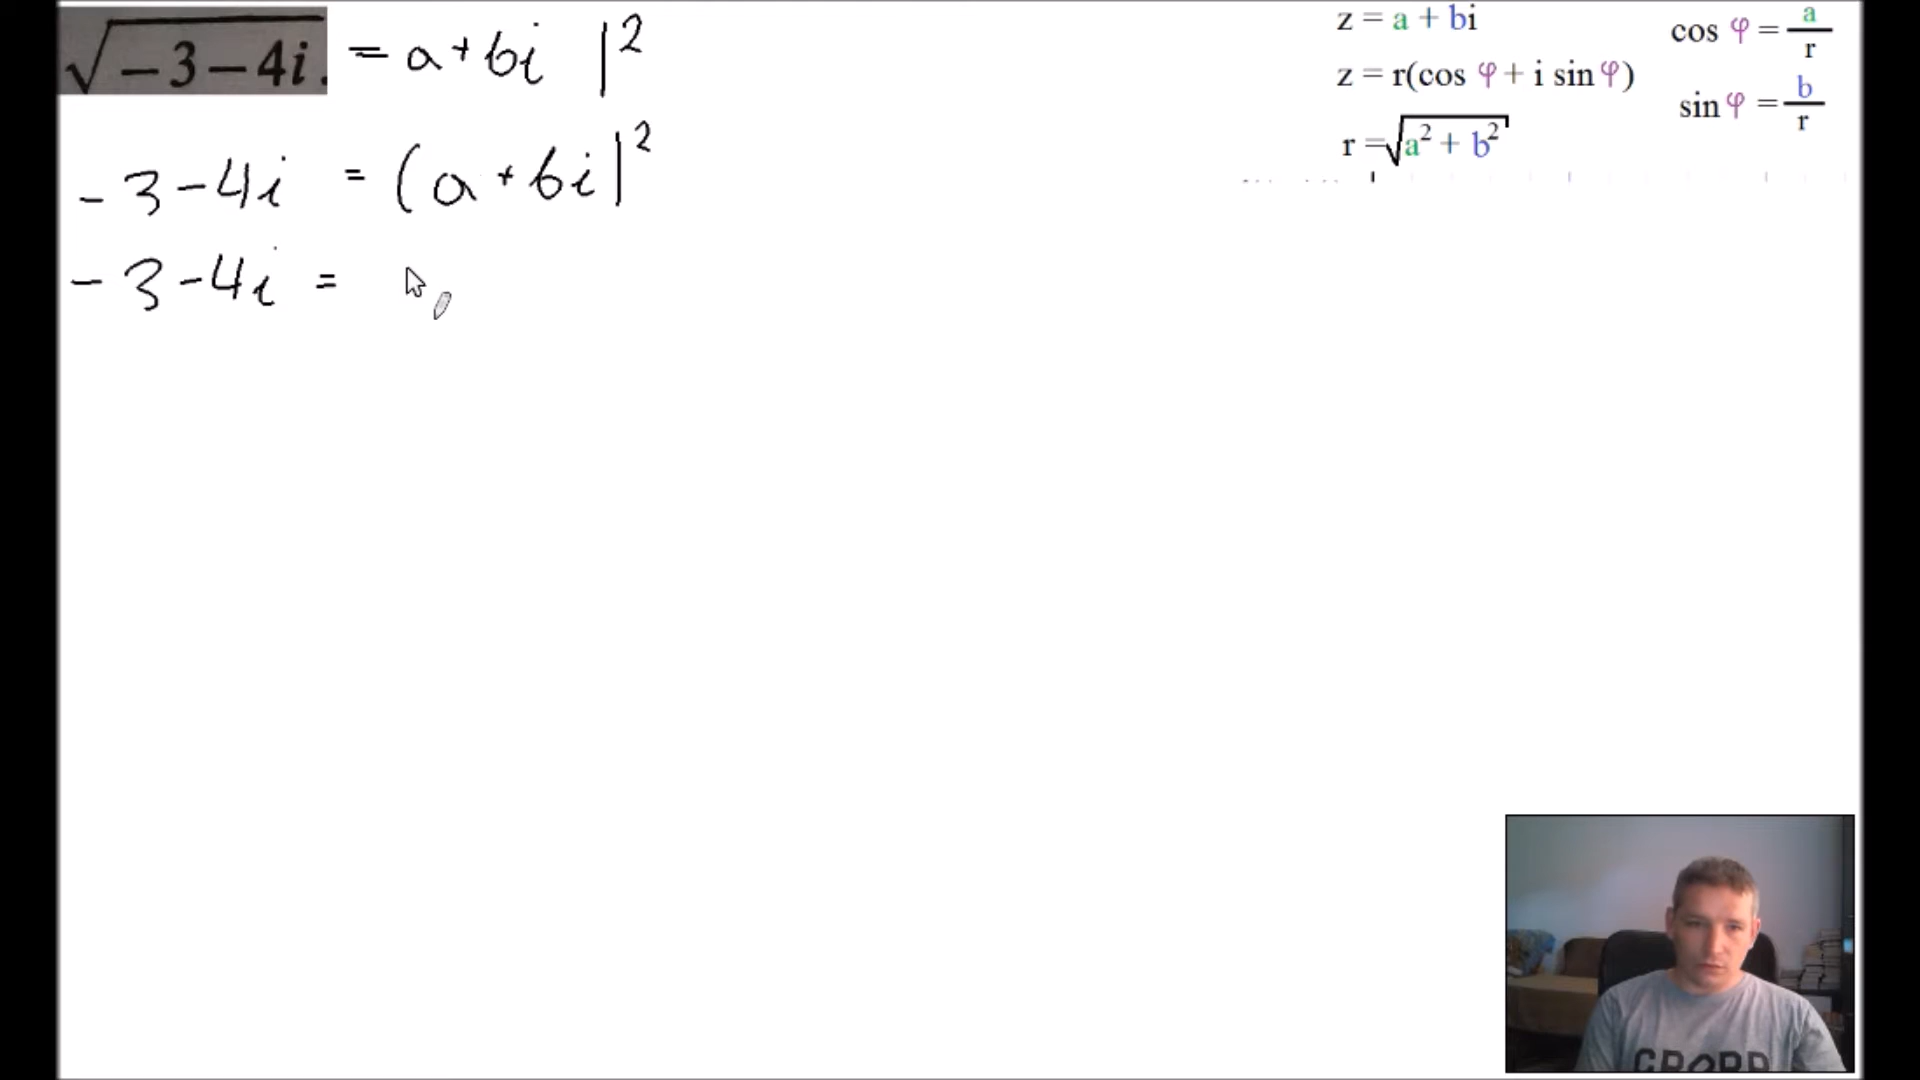 √-3-4i. = a+bi |²
-3-4i = (a+bi)²
-3-4i =
z = a + bi
z = r(cos φ + i sin φ)
r = √a² + b²
cos φ = a/r
sin φ = b/r